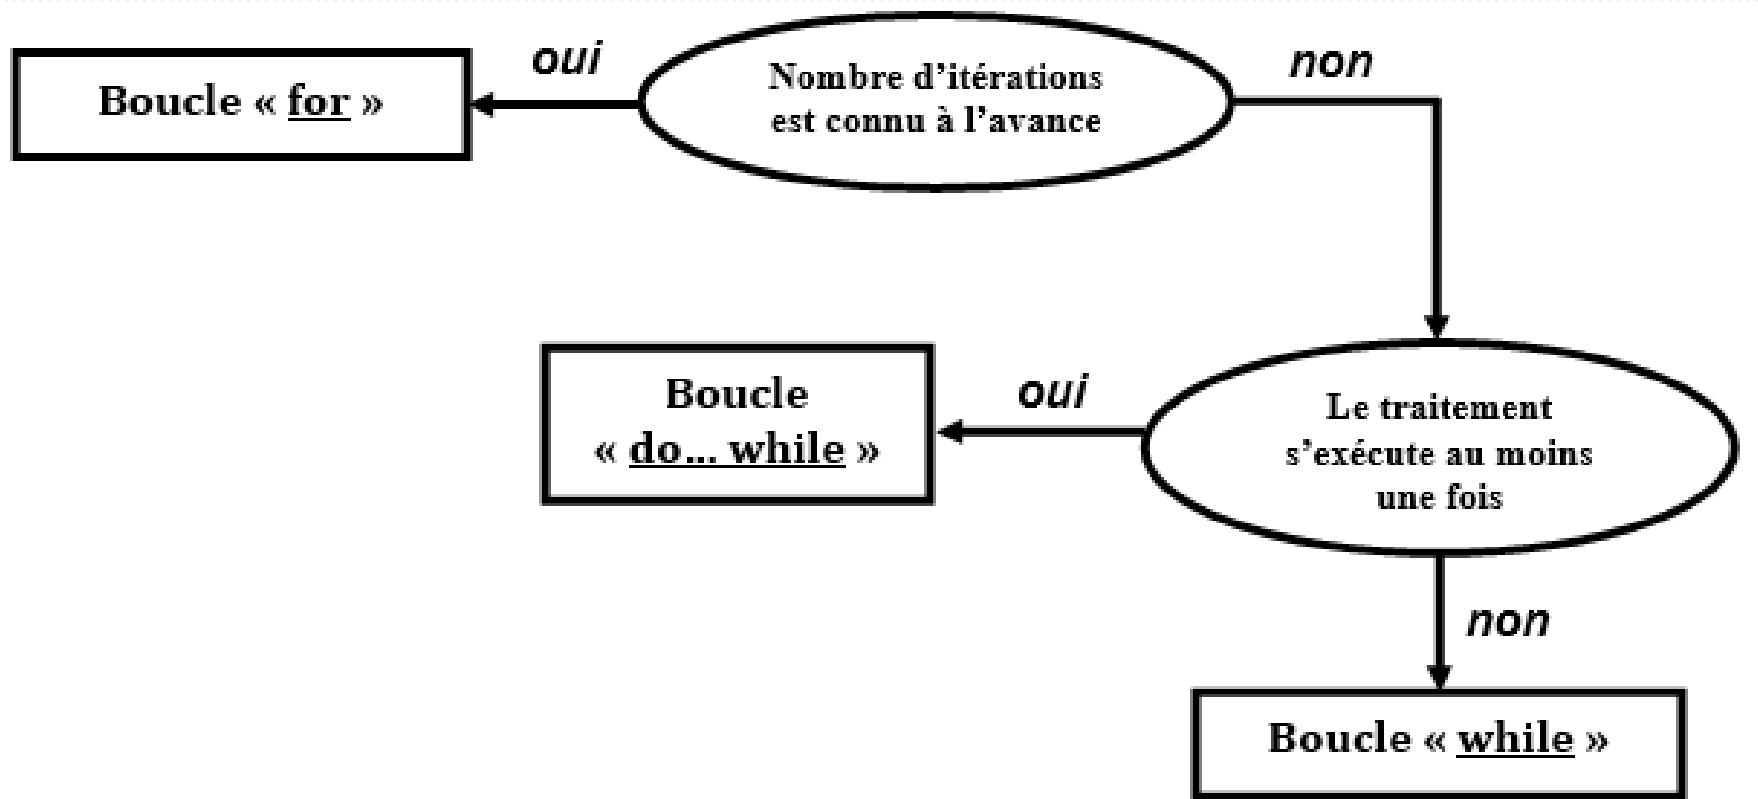 oui
non
Nombre d'itérations
est connu à l'avance
Boucle « for »
Boucle
« do... while »
oui
Le traitement
s'exécute au moins
une fois
non
Boucle « while »